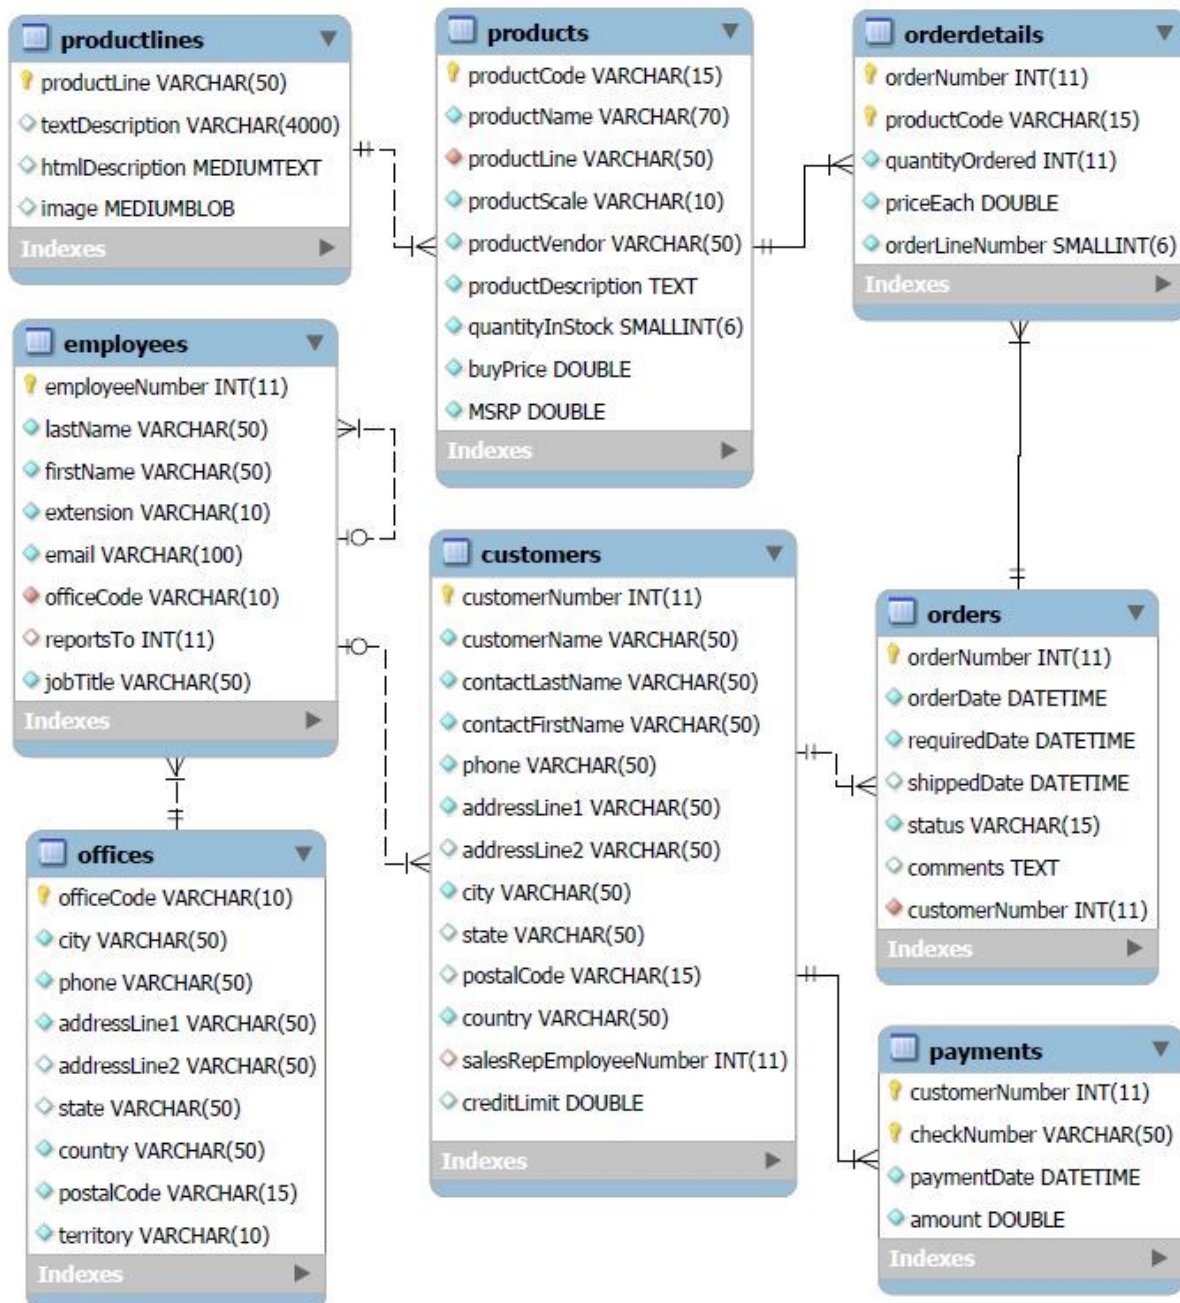 productlines
productLine VARCHAR(50)
textDescription VARCHAR(4000)
htmlDescription MEDIUMTEXT
image MEDIUMBLOB
Indexes
products
productCode VARCHAR(15)
productName VARCHAR(70)
productLine VARCHAR(50)
productScale VARCHAR(10)
productVendor VARCHAR(50)
productDescription TEXT
quantityInStock SMALLINT(6)
buyPrice DOUBLE
MSRP DOUBLE
Indexes
orderdetails
orderNumber INT(11)
productCode VARCHAR(15)
quantityOrdered INT(11)
priceEach DOUBLE
orderLineNumber SMALLINT(6)
Indexes
employees
employeeNumber INT(11)
lastName VARCHAR(50)
firstName VARCHAR(50)
extension VARCHAR(10)
email VARCHAR(100)
officeCode VARCHAR(10)
reportsTo INT(11)
jobTitle VARCHAR(50)
Indexes
customers
customerNumber INT(11)
customerName VARCHAR(50)
contactLastName VARCHAR(50)
contactFirstName VARCHAR(50)
phone VARCHAR(50)
addressLine1 VARCHAR(50)
addressLine2 VARCHAR(50)
city VARCHAR(50)
state VARCHAR(50)
postalCode VARCHAR(15)
country VARCHAR(50)
salesRepEmployeeNumber INT(11)
creditLimit DOUBLE
Indexes
orders
orderNumber INT(11)
orderDate DATETIME
requiredDate DATETIME
shippedDate DATETIME
status VARCHAR(15)
comments TEXT
customerNumber INT(11)
Indexes
offices
officeCode VARCHAR(10)
city VARCHAR(50)
phone VARCHAR(50)
addressLine1 VARCHAR(50)
addressLine2 VARCHAR(50)
state VARCHAR(50)
country VARCHAR(50)
postalCode VARCHAR(15)
territory VARCHAR(10)
Indexes
payments
customerNumber INT(11)
checkNumber VARCHAR(50)
paymentDate DATETIME
amount DOUBLE
Indexes